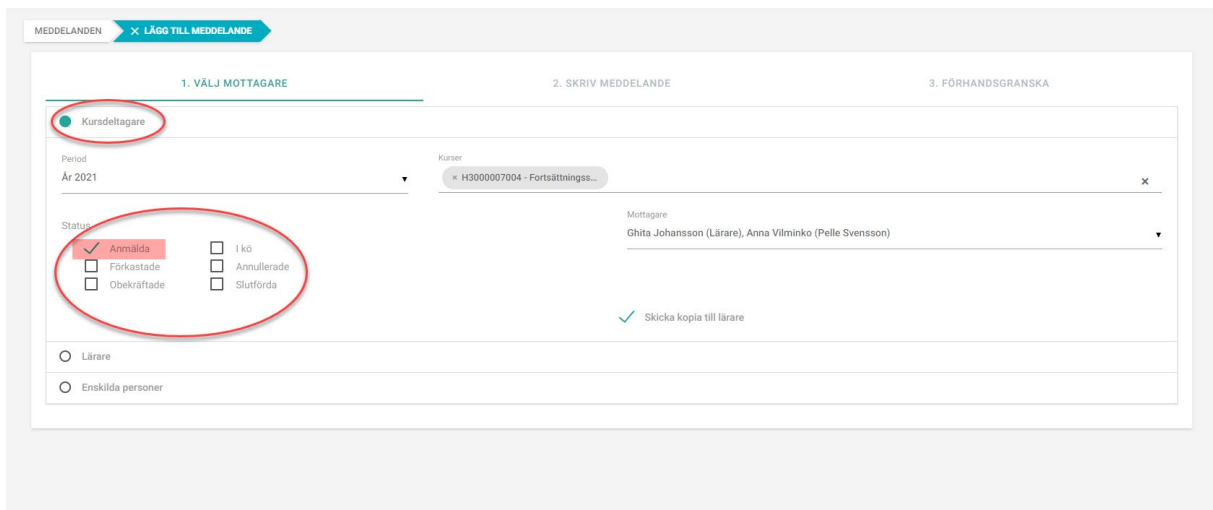 MEDDELANDEN × LÄGG TILL MEDDELANDE
1. VÄLJ MOTTAGARE 2. SKRIV MEDDELANDE 3. FÖRHANDSGRANSKA
Kursdeltagare
Period Kurser
År 2021 × H3000007004 - Fortsättningss... ×
Status Mottagare
Ghita Johansson (Lärare), Anna Vilminko (Pelle Svensson)
Anmälda I kö
Förkastade Annullerade
Obekräftade Slutförda
Skicka kopia till lärare
Lärare
Enskilda personer